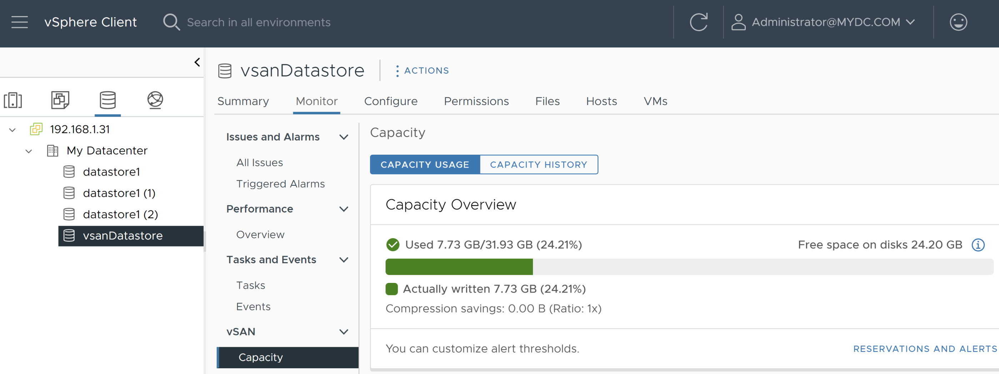 vSphere Client
Search in all environments
Administrator@MYDC.COM
vsanDatastore
ACTIONS
Summary Monitor Configure Permissions Files Hosts VMs
192.168.1.31
My Datacenter
datastore1
datastore1 (1)
datastore1 (2)
vsanDatastore
Issues and Alarms
All Issues
Triggered Alarms
Performance
Overview
Tasks and Events
Tasks
Events
vSAN
Capacity
Capacity
CAPACITY USAGE CAPACITY HISTORY
Capacity Overview
Used 7.73 GB/31.93 GB (24.21%) Free space on disks 24.20 GB
Actually written 7.73 GB (24.21%)
Compression savings: 0.00 B (Ratio: 1x)
You can customize alert thresholds. RESERVATIONS AND ALERTS